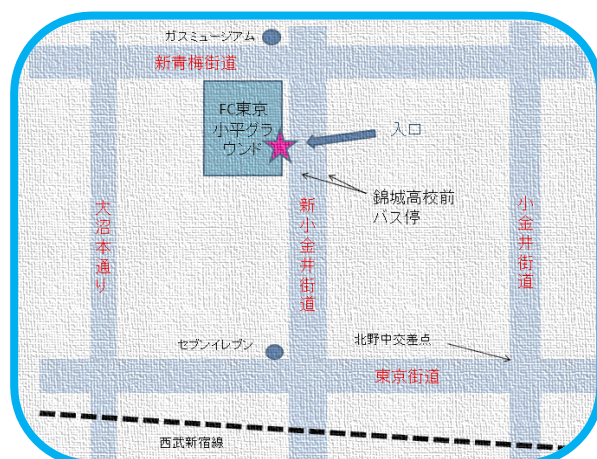 ガスミュージアム
新青梅街道
FC東京
小平グラ
ウンド
入口
錦城高校前
バス停
大沼本通り
新小金井街道
小金井街道
セブンイレブン
北野中交差点
東京街道
西武新宿線